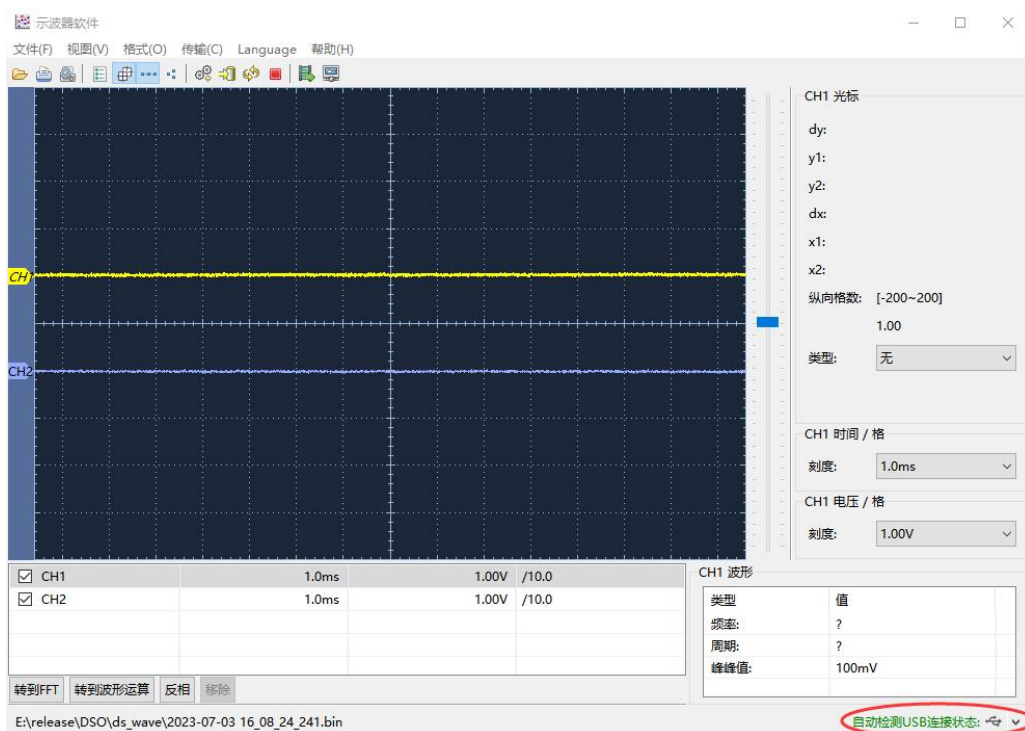 示波器软件
文件(F) 视图(V) 格式(O) 传输(C) Language 帮助(H)
CH1 光标
dy:
y1:
y2:
dx:
x1:
x2:
纵向格数: [-200~200]
1.00
类型: 无
CH1
CH2
CH1 时间 / 格
刻度: 1.0ms
CH1 电压 / 格
刻度: 1.00V
CH1 1.0ms 1.00V /10.0
CH2 1.0ms 1.00V /10.0
CH1 波形
类型 值
频率: ?
周期: ?
峰峰值: 100mV
转到FFT 转到波形运算 反相 移除
E:\release\DSO\ds_wave\2023-07-03 16_08_24_241.bin
自动检测USB连接状态: